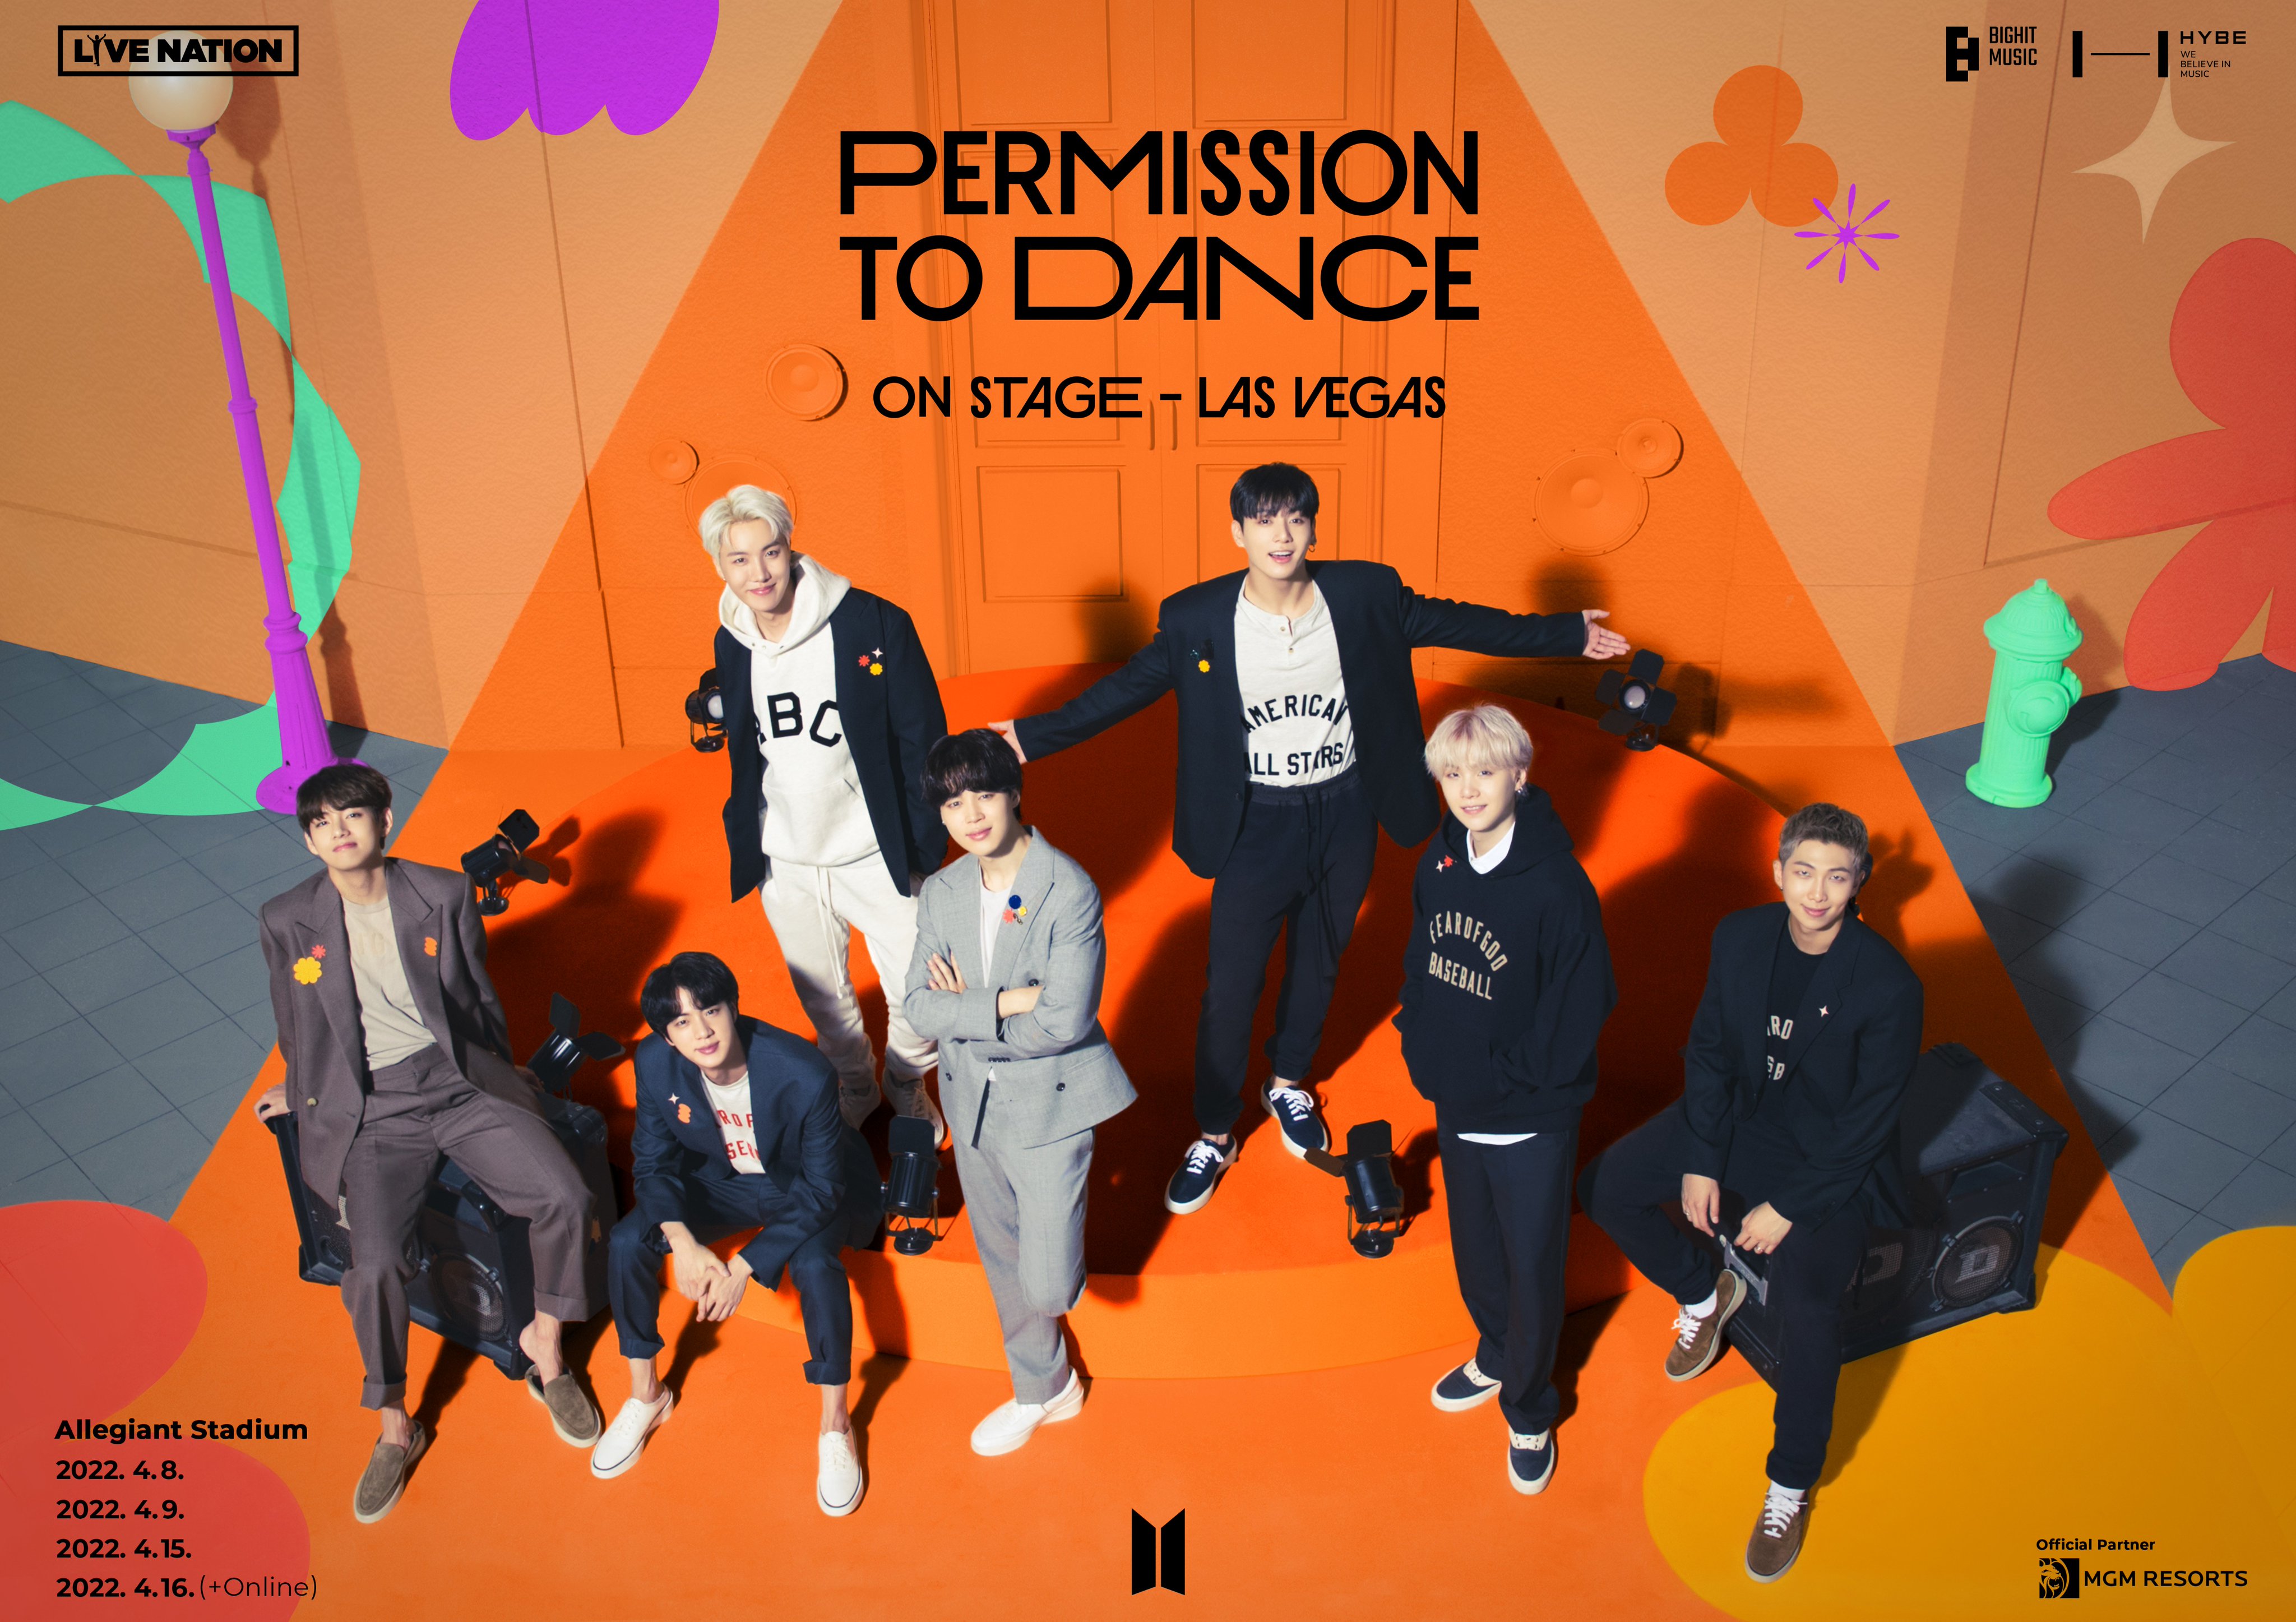 LIVE NATION
BIGHIT
MUSIC
HYBE
WE
BELIEVE IN
MUSIC
PERMISSION
TO DANCE
ON STAGE - LAS VEGAS
ABC
AMERICAN
ALL STARS
FEAROFGOD
BASEBALL
Allegiant Stadium
2022. 4.8.
2022. 4.9.
2022. 4.15.
2022. 4.16. (+Online)
Official Partner
MGM RESORTS